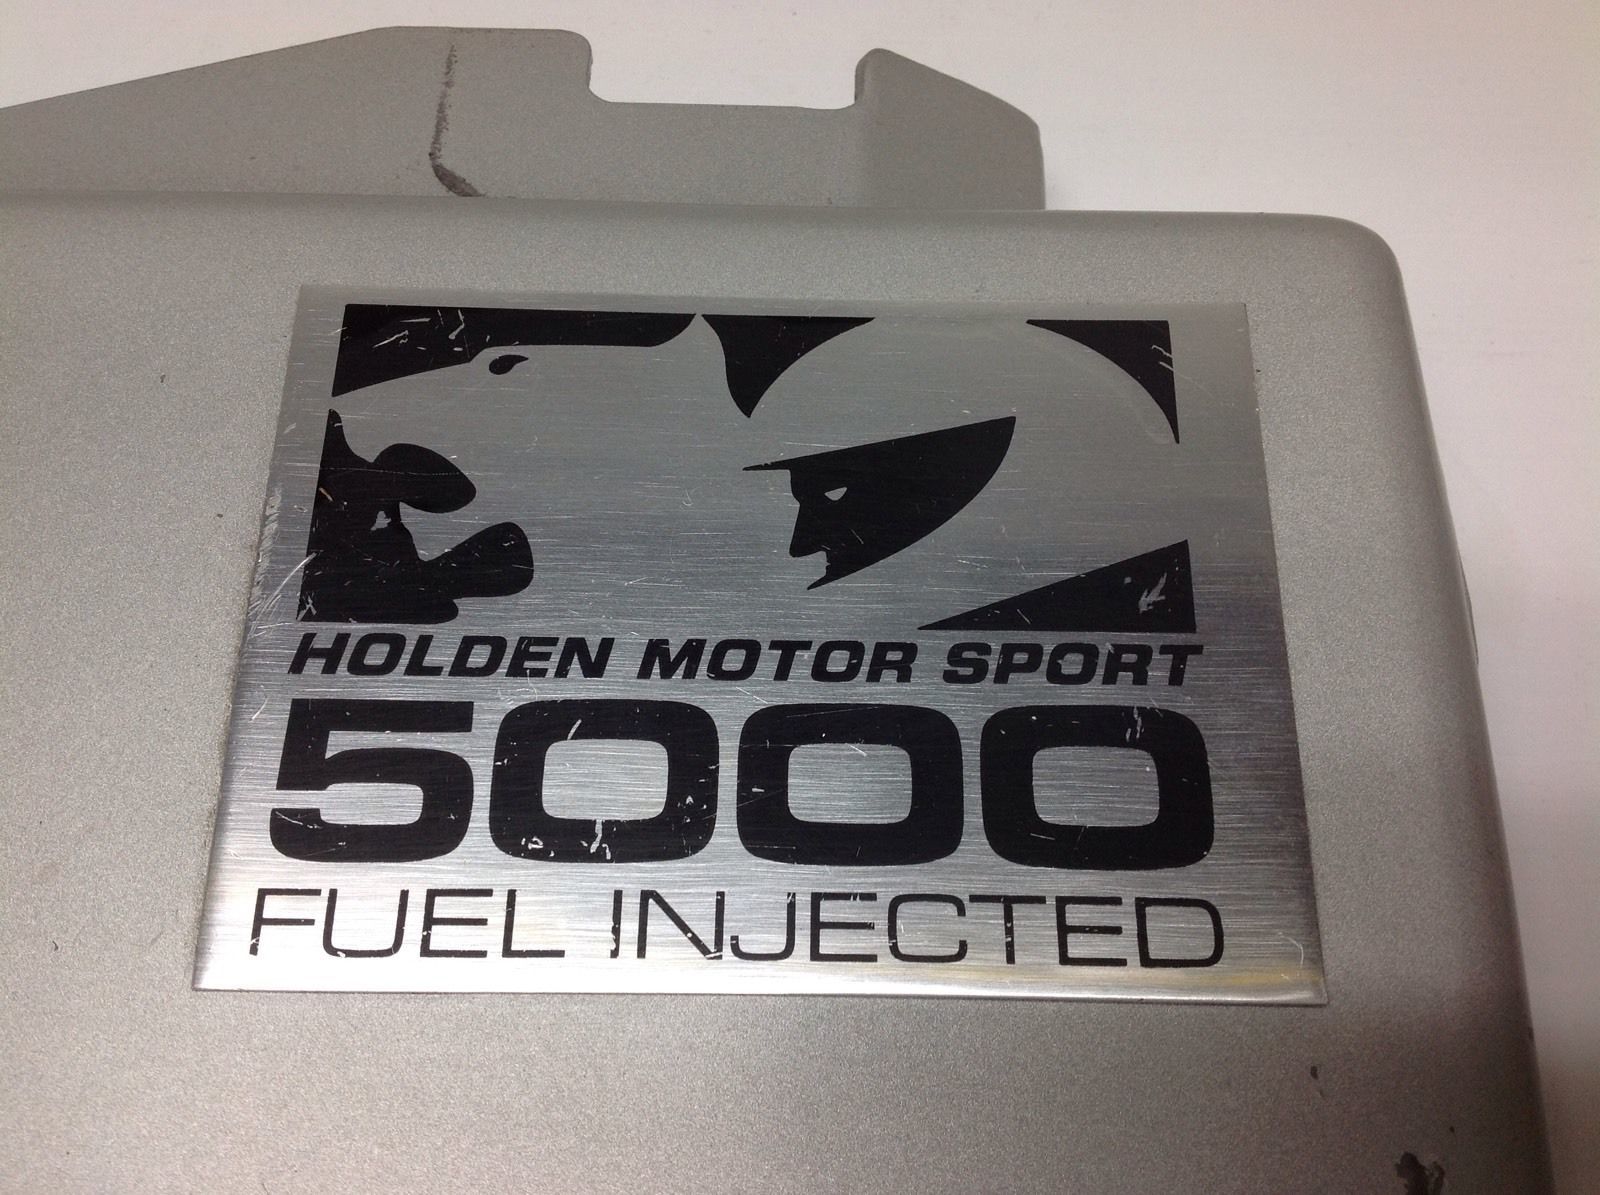 HOLDEN MOTOR SPORT
5000
FUEL INJECTED